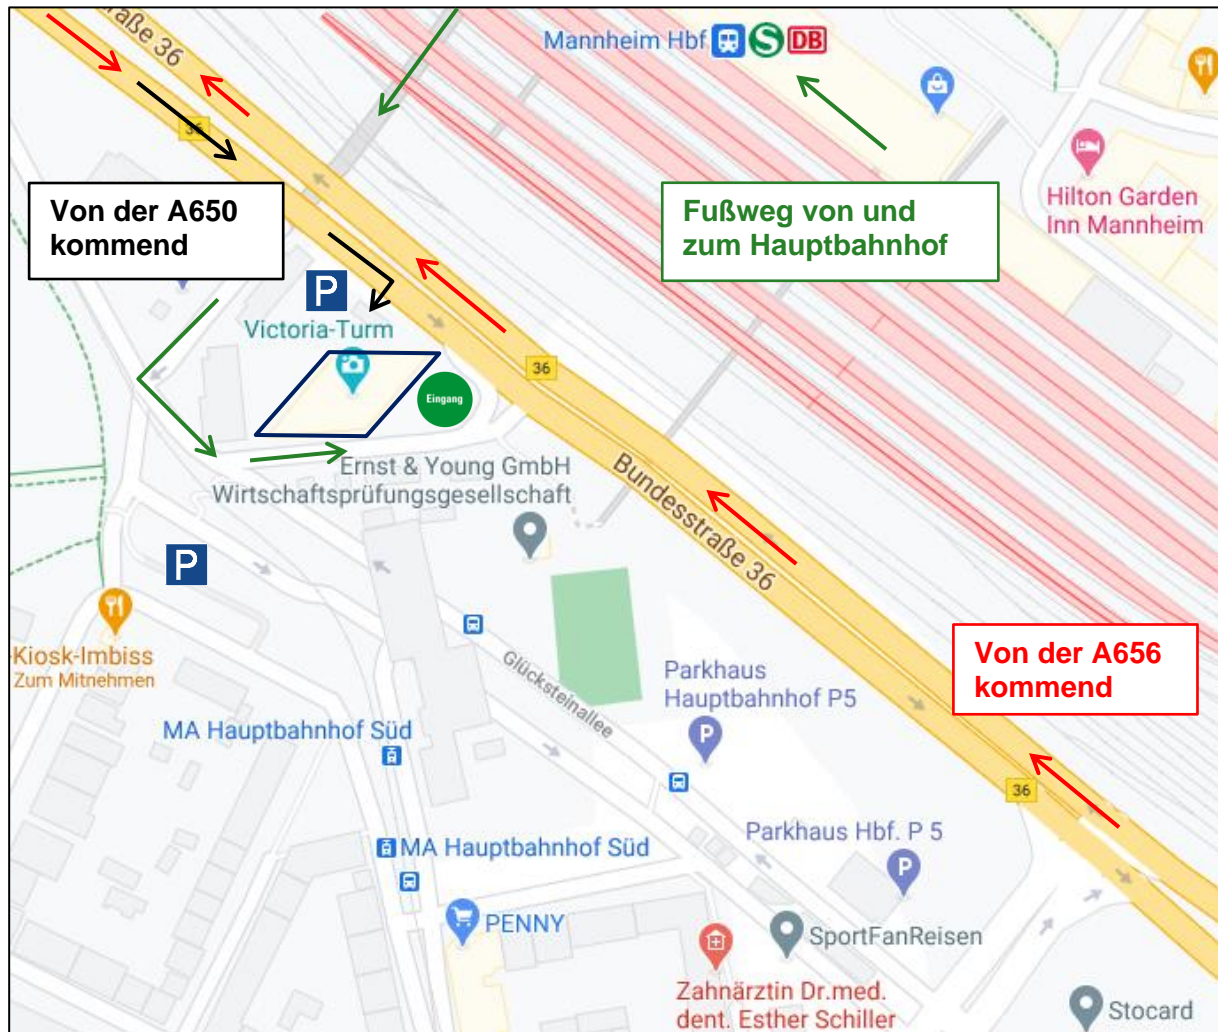 raße 36
Mannheim Hbf
S
DB
36
Von der A650
kommend
Fußweg von und
zum Hauptbahnhof
Hilton Garden
Inn Mannheim
P
Victoria-Turm
36
Eingang
Ernst & Young GmbH
Wirtschaftsprüfungsgesellschaft
Bundesstraße 36
P
-Kiosk-Imbiss
Zum Mitnehmen
Glücksteinallee
Von der A656
kommend
Parkhaus
Hauptbahnhof P5
P
MA Hauptbahnhof Süd
36
Parkhaus Hbf. P 5
P
MA Hauptbahnhof Süd
PENNY
SportFanReisen
Zahnärztin Dr.med.
dent. Esther Schiller
Stocard